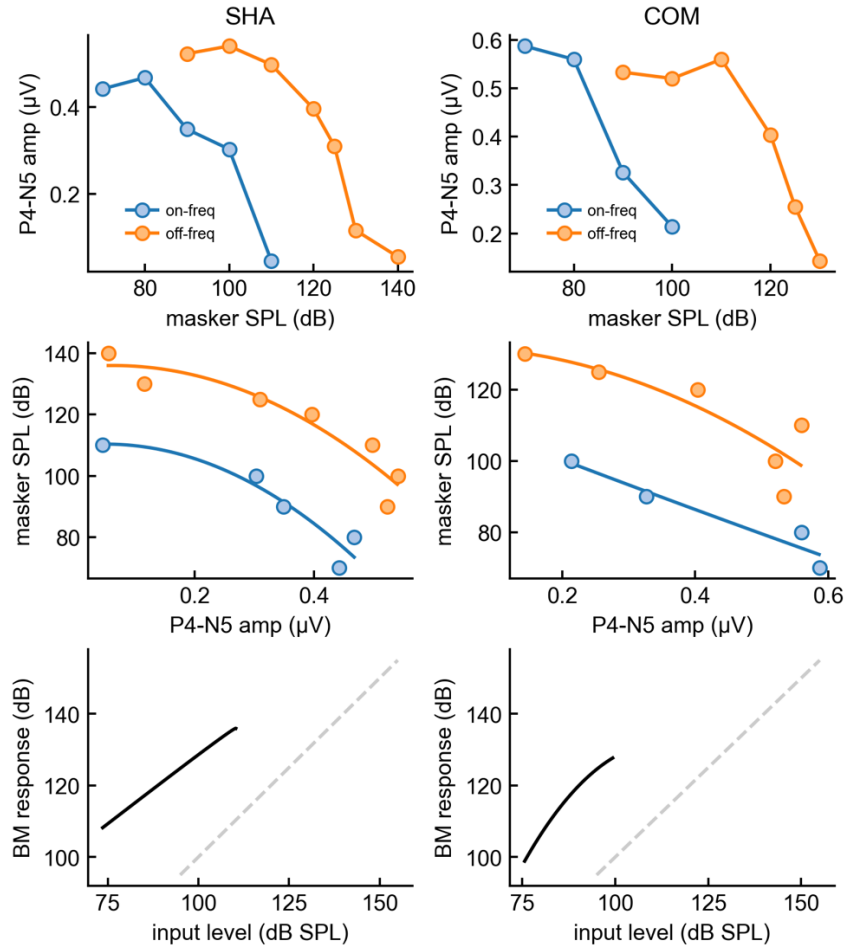 SHA
COM
P4-N5 amp (µV)
0.4
0.2
on-freq
off-freq
80 100 120 140
masker SPL (dB)
P4-N5 amp (µV)
0.6
0.5
0.4
0.3
0.2
on-freq
off-freq
80 100 120
masker SPL (dB)
masker SPL (dB)
140
120
100
80
0.2 0.4
P4-N5 amp (µV)
masker SPL (dB)
120
100
80
0.2 0.4 0.6
P4-N5 amp (µV)
BM response (dB)
140
120
100
75 100 125 150
input level (dB SPL)
BM response (dB)
140
120
100
75 100 125 150
input level (dB SPL)